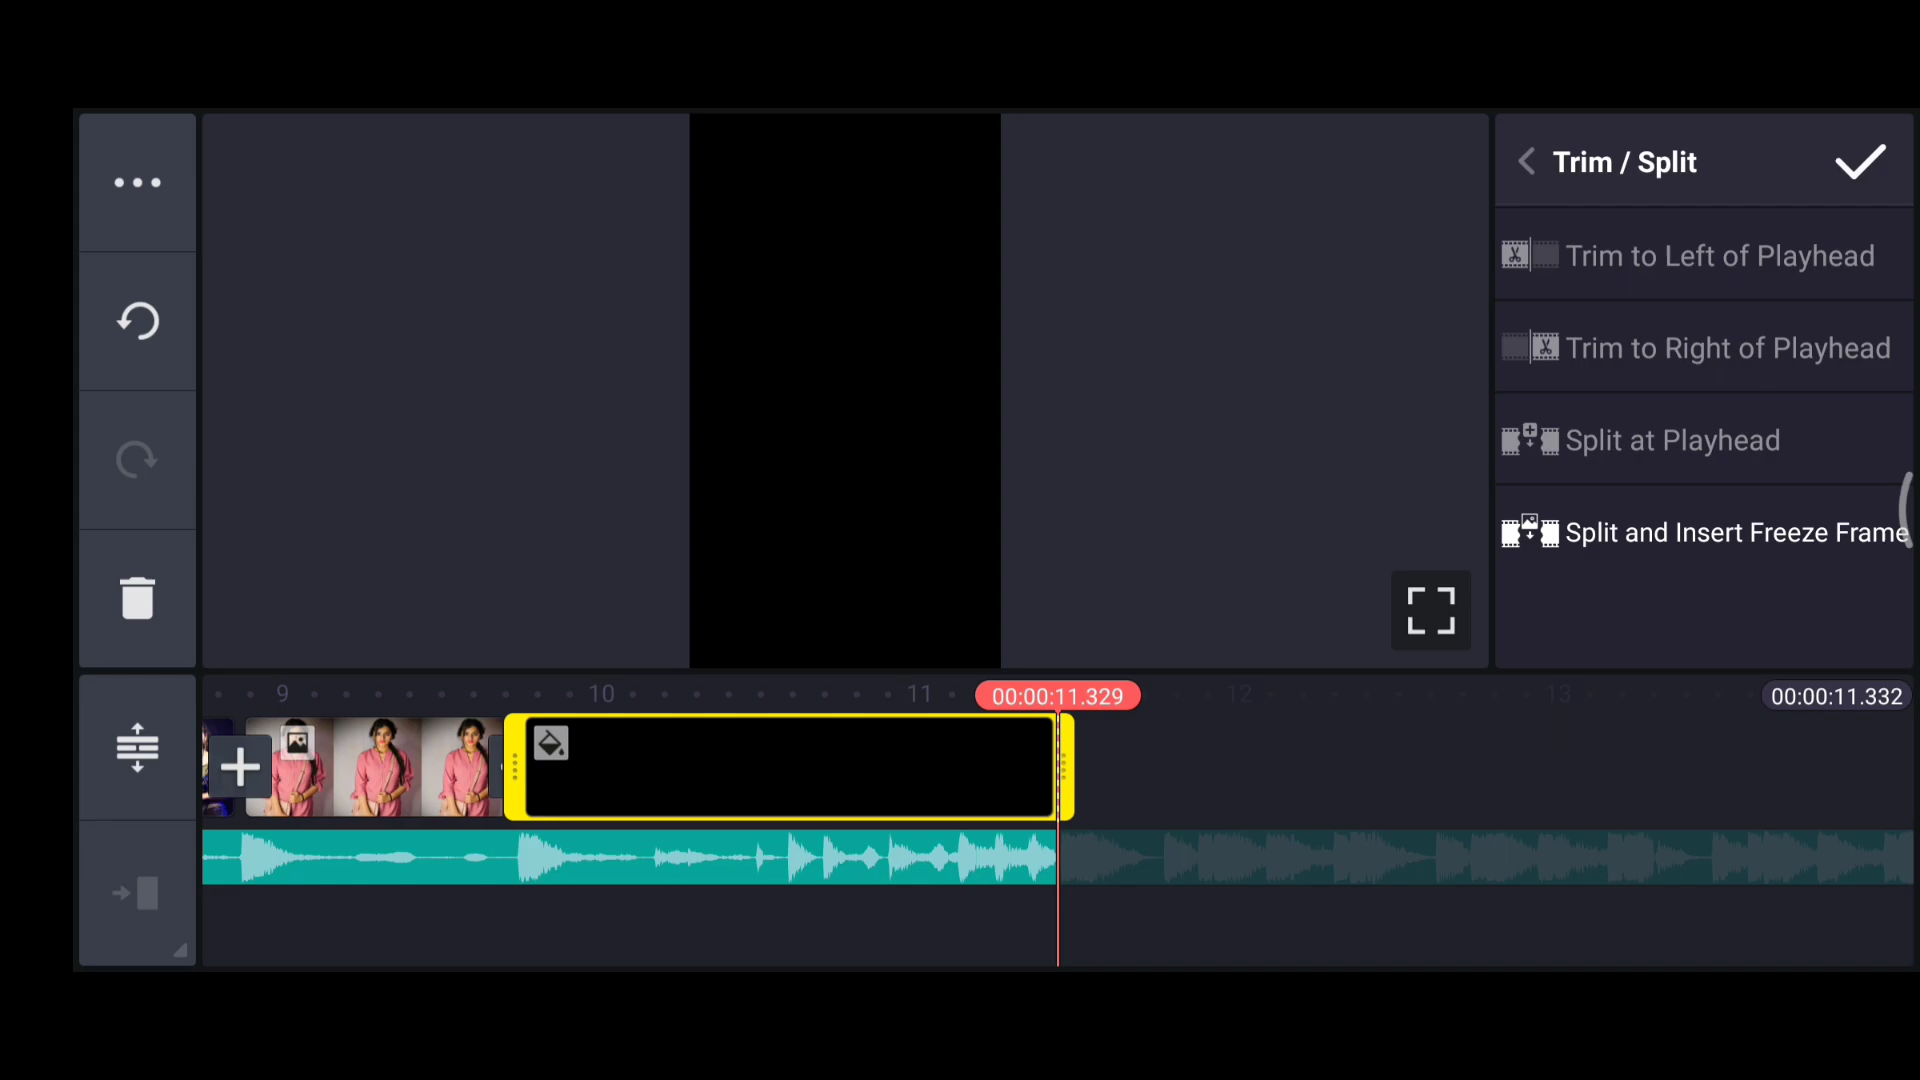 Trim / Split
Trim to Left of Playhead
Trim to Right of Playhead
Split at Playhead
Split and Insert Freeze Frame
9
10
11
00:00:11.329
12
13
00:00:11.332